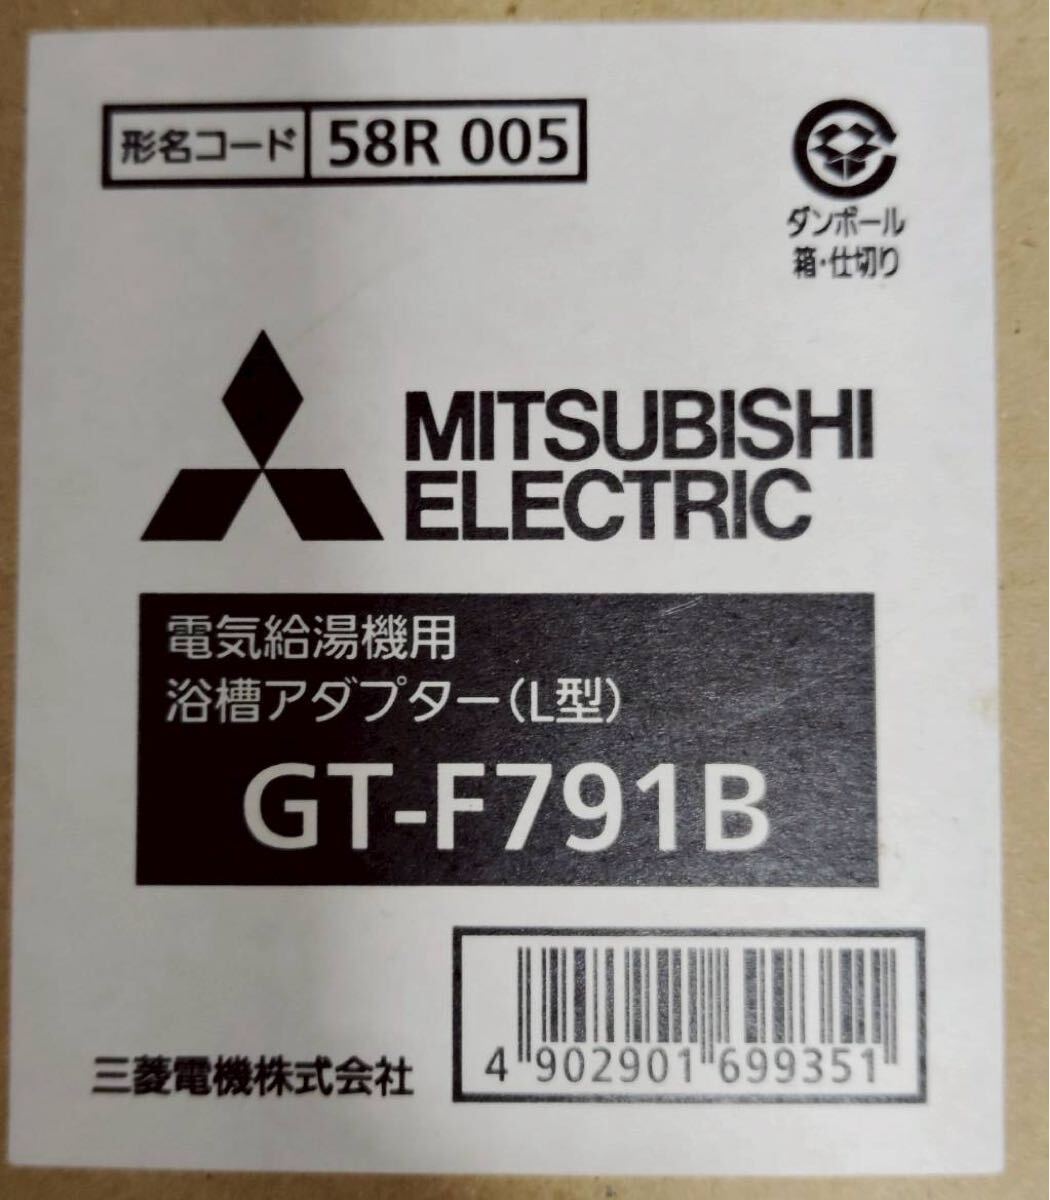 形名コード 58R 005
ダンボール
箱・仕切り
MITSUBISHI
ELECTRIC
電気給湯機用
浴槽アダプター(L型)
GT-F791B
4 902901 699351
三菱電機株式会社